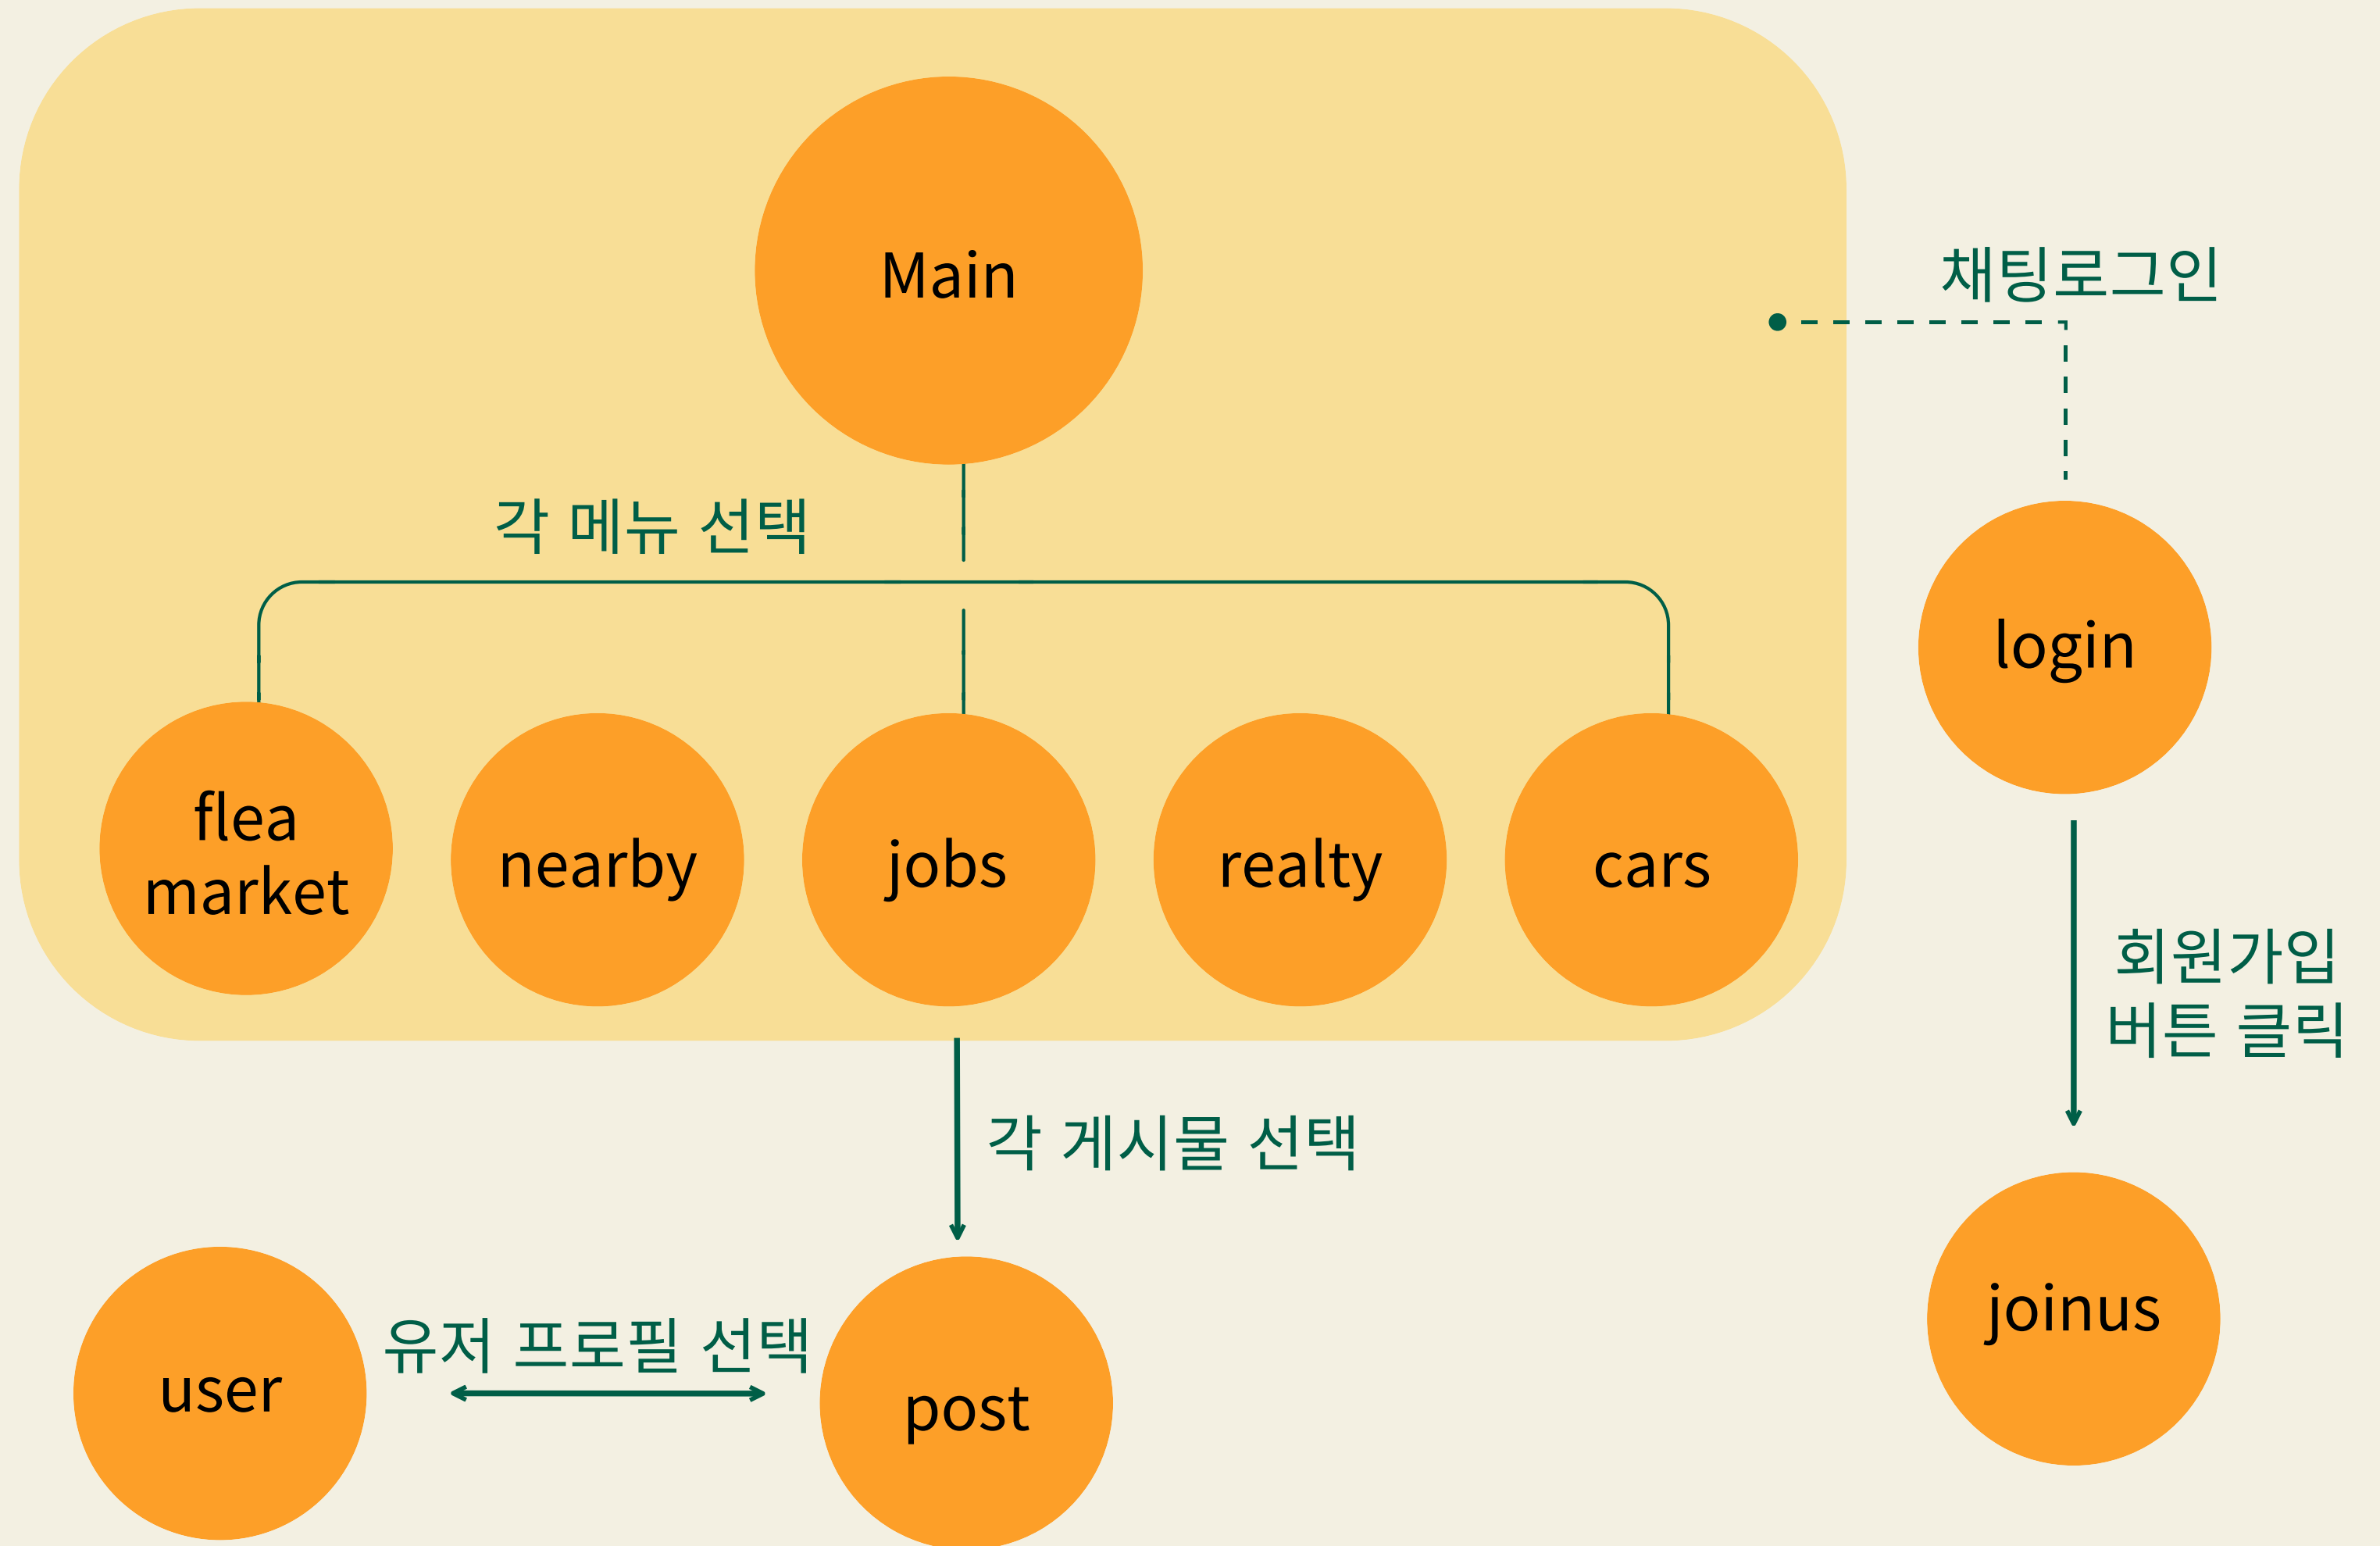 Main
채팅로그인
각 메뉴 선택
login
flea
market
nearby
jobs
realty
cars
회원가입
버튼 클릭
각 게시물 선택
유저 프로필 선택
user
post
joinus